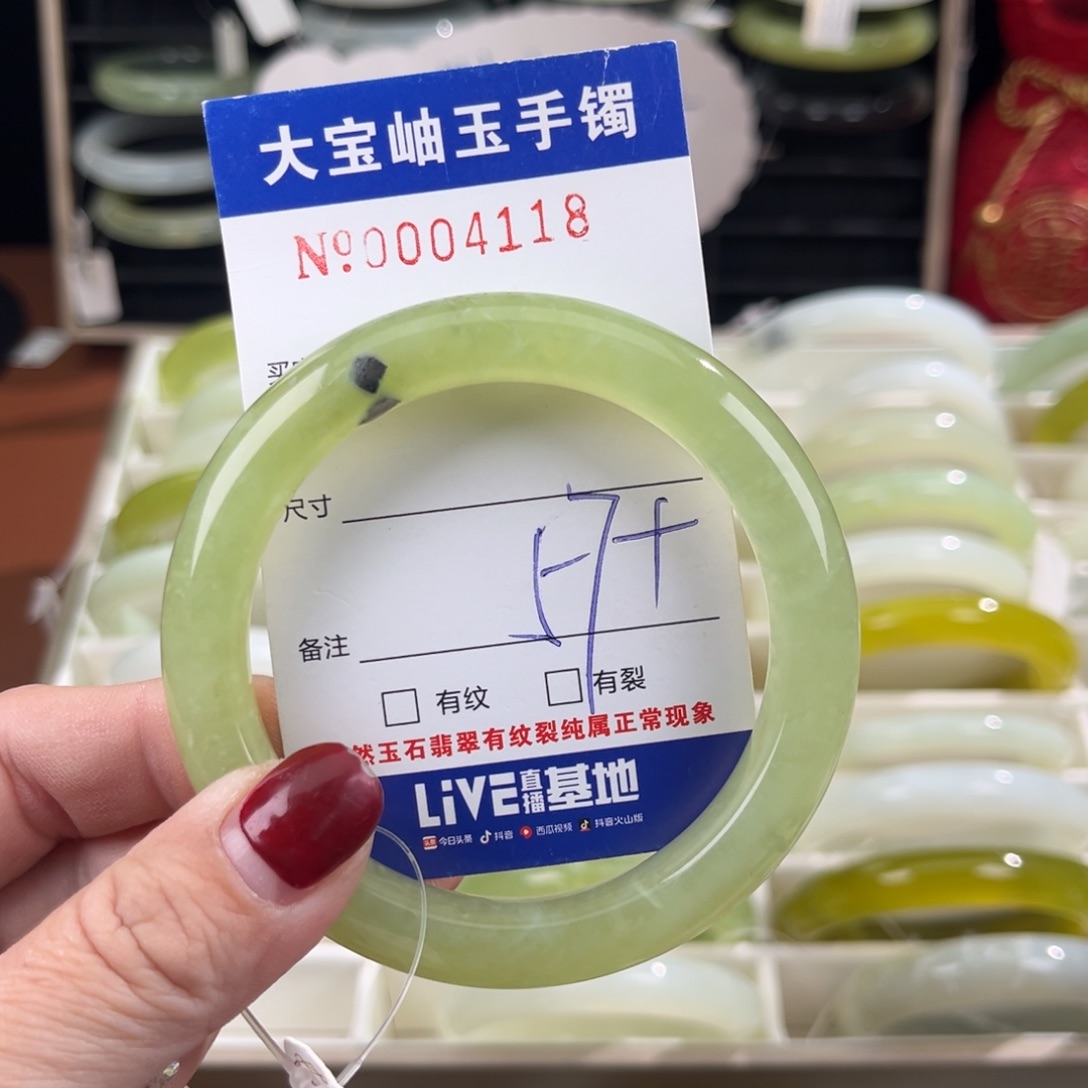 大宝岫玉手镯
Nº:0004118
尺寸
备注
有纹 有裂
然玉石翡翠有纹裂纯属正常现象
LiVE直播基地
今日头条 抖音 西瓜视频 抖音火山版